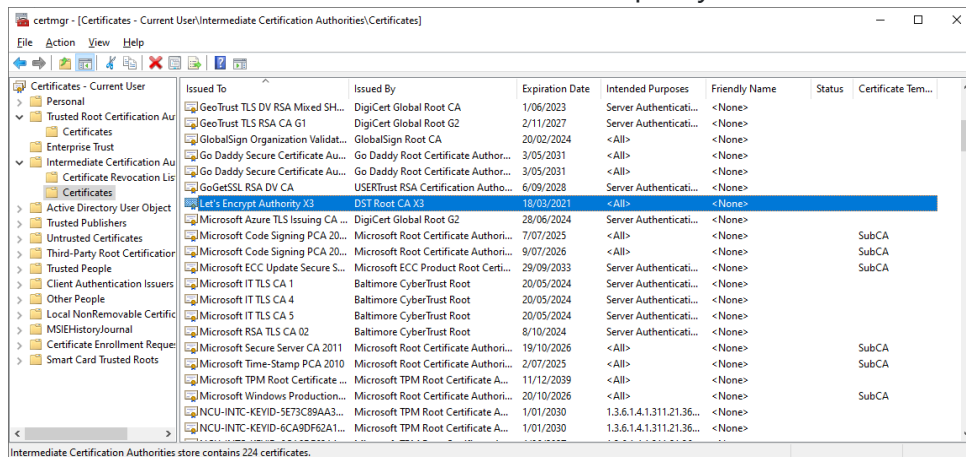 certmgr - [Certificates - Current User\Intermediate Certification Authorities\Certificates]
File Action View Help
Certificates - Current User
Personal
Trusted Root Certification Au
Certificates
Enterprise Trust
Intermediate Certification Au
Certificate Revocation Lis
Certificates
Active Directory User Object
Trusted Publishers
Untrusted Certificates
Third-Party Root Certification
Trusted People
Client Authentication Issuers
Other People
Local NonRemovable Certific
MSIEHistoryJournal
Certificate Enrollment Reque
Smart Card Trusted Roots
Issued To Issued By Expiration Date Intended Purposes Friendly Name Status Certificate Tem...
GeoTrust TLS DV RSA Mixed SH... DigiCert Global Root CA 1/06/2023 Server Authenticati... <None>
GeoTrust TLS RSA CA G1 DigiCert Global Root G2 2/11/2027 Server Authenticati... <None>
GlobalSign Organization Validat... GlobalSign Root CA 20/02/2024 <All> <None>
Go Daddy Secure Certificate Au... Go Daddy Root Certificate Author... 3/05/2031 <All> <None>
Go Daddy Secure Certificate Au... Go Daddy Root Certificate Author... 3/05/2031 <All> <None>
GoGetSSL RSA DV CA USERTrust RSA Certification Autho... 6/09/2028 Server Authenticati... <None>
Let's Encrypt Authority X3 DST Root CA X3 18/03/2021 <All> <None>
Microsoft Azure TLS Issuing CA ... DigiCert Global Root G2 28/06/2024 Server Authenticati... <None>
Microsoft Code Signing PCA 20... Microsoft Root Certificate Authori... 7/07/2025 <All> <None> SubCA
Microsoft Code Signing PCA 20... Microsoft Root Certificate Authori... 9/07/2026 <All> <None> SubCA
Microsoft ECC Update Secure S... Microsoft ECC Product Root Certi... 29/09/2033 Server Authenticati... <None> SubCA
Microsoft IT TLS CA 1 Baltimore CyberTrust Root 20/05/2024 Server Authenticati... <None>
Microsoft IT TLS CA 4 Baltimore CyberTrust Root 20/05/2024 Server Authenticati... <None>
Microsoft IT TLS CA 5 Baltimore CyberTrust Root 20/05/2024 Server Authenticati... <None>
Microsoft RSA TLS CA 02 Baltimore CyberTrust Root 8/10/2024 Server Authenticati... <None>
Microsoft Secure Server CA 2011 Microsoft Root Certificate Authori... 19/10/2026 <All> <None> SubCA
Microsoft Time-Stamp PCA 2010 Microsoft Root Certificate Authori... 2/07/2025 <All> <None> SubCA
Microsoft TPM Root Certificate ... Microsoft TPM Root Certificate A... 11/12/2039 <All> <None>
Microsoft Windows Production... Microsoft Root Certificate Authori... 20/10/2026 <All> <None> SubCA
NCU-INTC-KEYID-5E73C89AA3... Microsoft TPM Root Certificate A... 1/01/2030 1.3.6.1.4.1.311.21.36... <None>
NCU-INTC-KEYID-6CA9DF62A1... Microsoft TPM Root Certificate A... 1/01/2030 1.3.6.1.4.1.311.21.36... <None>
Intermediate Certification Authorities store contains 224 certificates.